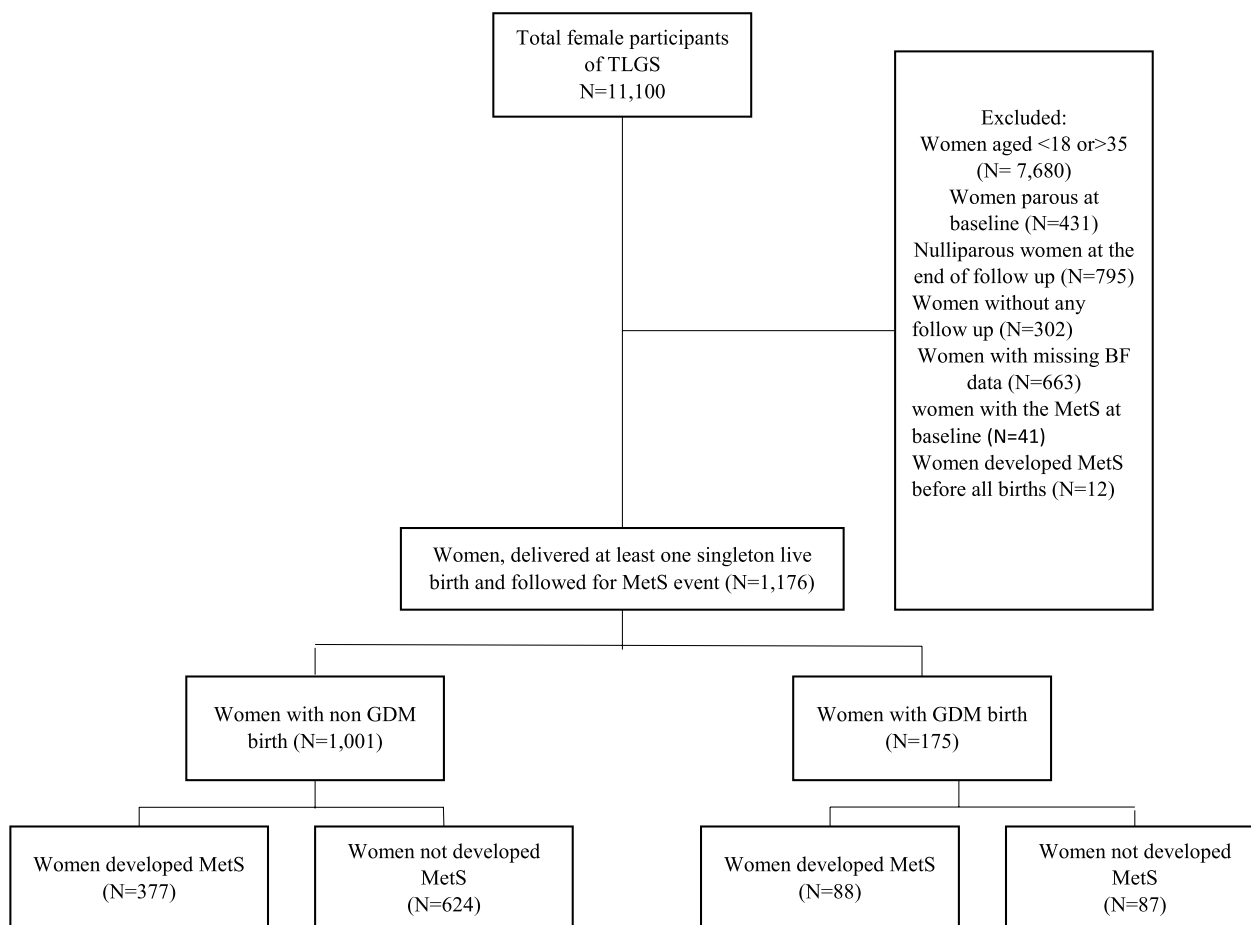 Total female participants
of TLGS
N=11,100
Excluded:
Women aged <18 or>35
(N= 7,680)
Women parous at
baseline (N=431)
Nulliparous women at the
end of follow up (N=795)
Women without any
follow up (N=302)
Women with missing BF
data (N=663)
women with the MetS at
baseline (N=41)
Women developed MetS
before all births (N=12)
Women, delivered at least one singleton live
birth and followed for MetS event (N=1,176)
Women with non GDM
birth (N=1,001)
Women with GDM birth
(N=175)
Women developed MetS
(N=377)
Women not developed
MetS
(N=624)
Women developed MetS
(N=88)
Women not developed
MetS
(N=87)